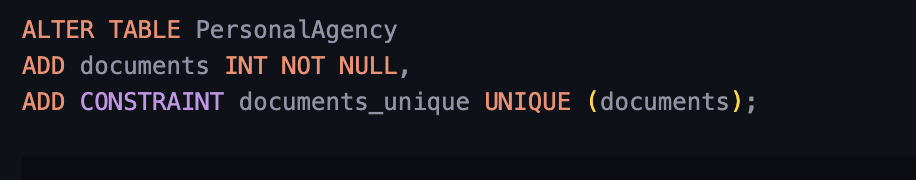 ALTER TABLE PersonalAgency
ADD documents INT NOT NULL,
ADD CONSTRAINT documents_unique UNIQUE (documents);